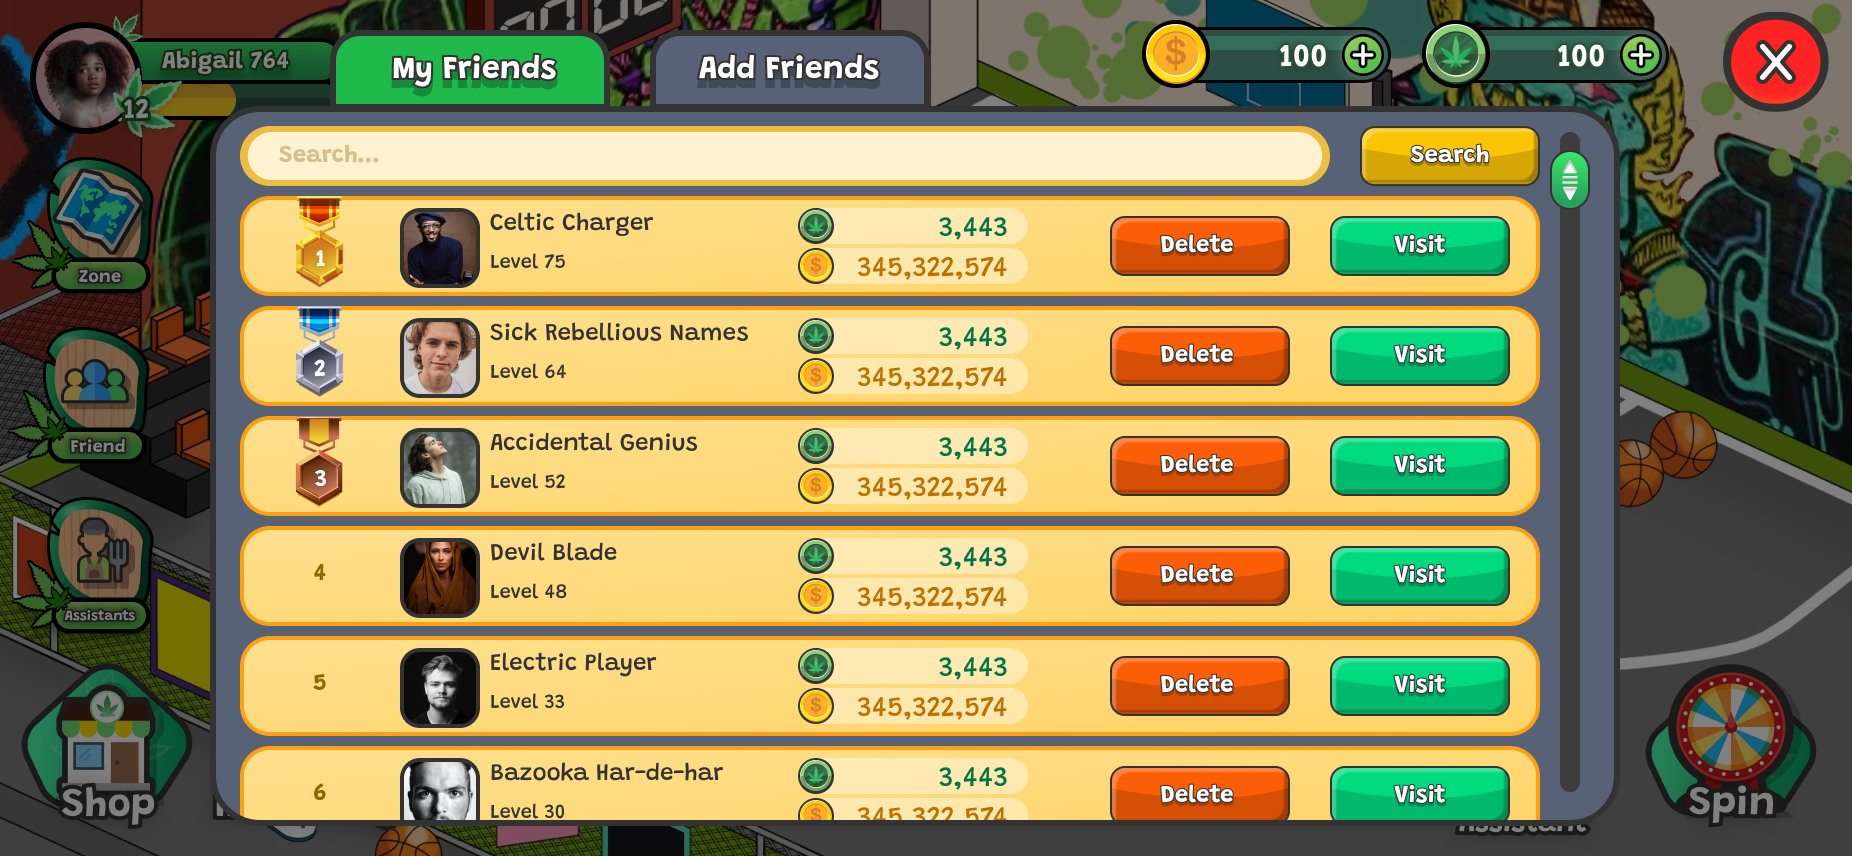 Abigail 764
12
My Friends
Add Friends
100
100
Search...
Search
Zone
Friend
Assistants
Shop
1
Celtic Charger
Level 75
3,443
345,322,574
Delete
Visit
2
Sick Rebellious Names
Level 64
3,443
345,322,574
Delete
Visit
3
Accidental Genius
Level 52
3,443
345,322,574
Delete
Visit
4
Devil Blade
Level 48
3,443
345,322,574
Delete
Visit
5
Electric Player
Level 33
3,443
345,322,574
Delete
Visit
6
Bazooka Har-de-har
Level 30
3,443
345,322,574
Delete
Visit
Spin
Assistant